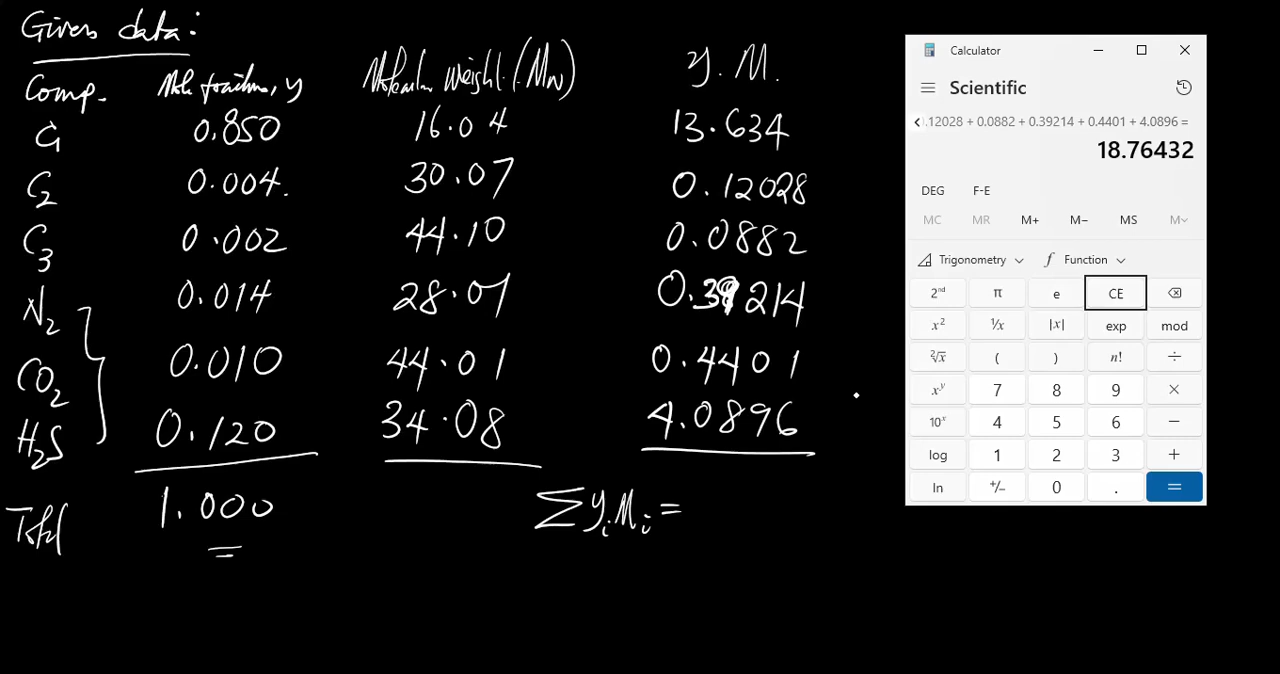 Given data:
Comp. Mole fraction, y Molecular weight (Mw) y.M.
C1 0.850 16.04 13.634
C2 0.004 30.07 0.12028
C3 0.002 44.10 0.0882
N2 0.014 28.01 0.39214
CO2 0.010 44.01 0.4401
H2S 0.120 34.08 4.0896
Total 1.000 ∑yiMi =
Calculator
Scientific
.12028 + 0.0882 + 0.39214 + 0.4401 + 4.0896 =
18.76432
DEG F-E
MC MR M+ M− MS M˅
Trigonometry f Function
2nd π e CE
x² ¹/x |x| exp mod
²√x ( ) n! ÷
xʸ 7 8 9 ×
10ˣ 4 5 6 −
log 1 2 3 +
ln +/− 0 . =